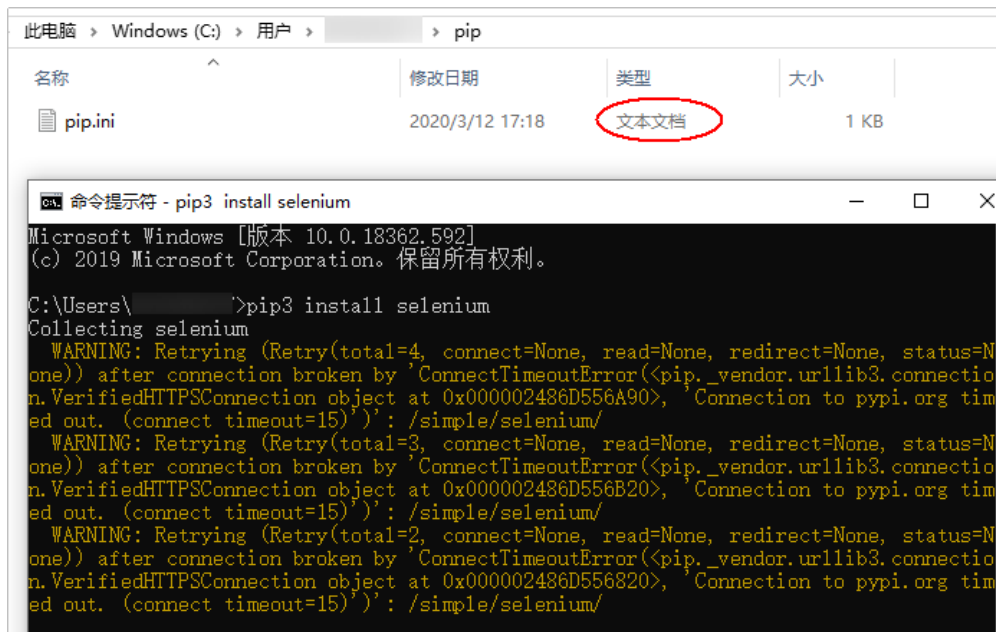 此电脑 > Windows (C:) > 用户 > > pip
名称 修改日期 类型 大小
pip.ini 2020/3/12 17:18 文本文档 1 KB
命令提示符 - pip3 install selenium
Microsoft Windows [版本 10.0.18362.592]
(c) 2019 Microsoft Corporation。保留所有权利。
C:\Users\ >pip3 install selenium
Collecting selenium
WARNING: Retrying (Retry(total=4, connect=None, read=None, redirect=None, status=N
one)) after connection broken by 'ConnectTimeoutError(<pip._vendor.urllib3.connectio
n.VerifiedHTTPSConnection object at 0x000002486D556A90>, 'Connection to pypi.org tim
ed out. (connect timeout=15)')': /simple/selenium/
WARNING: Retrying (Retry(total=3, connect=None, read=None, redirect=None, status=N
one)) after connection broken by 'ConnectTimeoutError(<pip._vendor.urllib3.connectio
n.VerifiedHTTPSConnection object at 0x000002486D556B20>, 'Connection to pypi.org tim
ed out. (connect timeout=15)')': /simple/selenium/
WARNING: Retrying (Retry(total=2, connect=None, read=None, redirect=None, status=N
one)) after connection broken by 'ConnectTimeoutError(<pip._vendor.urllib3.connectio
n.VerifiedHTTPSConnection object at 0x000002486D556820>, 'Connection to pypi.org tim
ed out. (connect timeout=15)')': /simple/selenium/